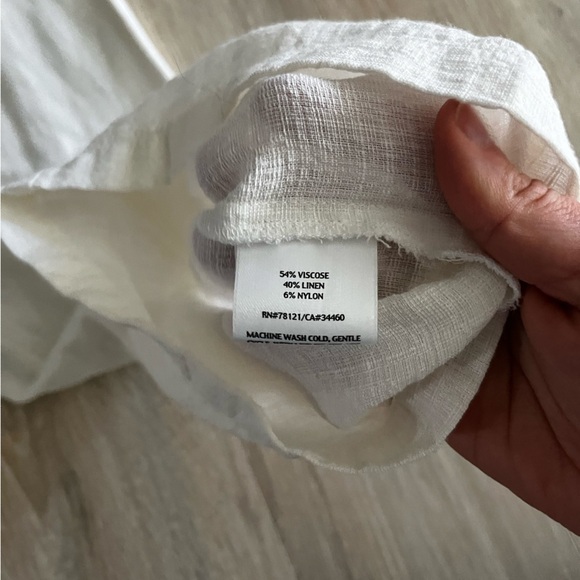 54% VISCOSE
40% LINEN
6% NYLON
RN#78121/CA#34460
MACHINE WASH COLD, GENTLE